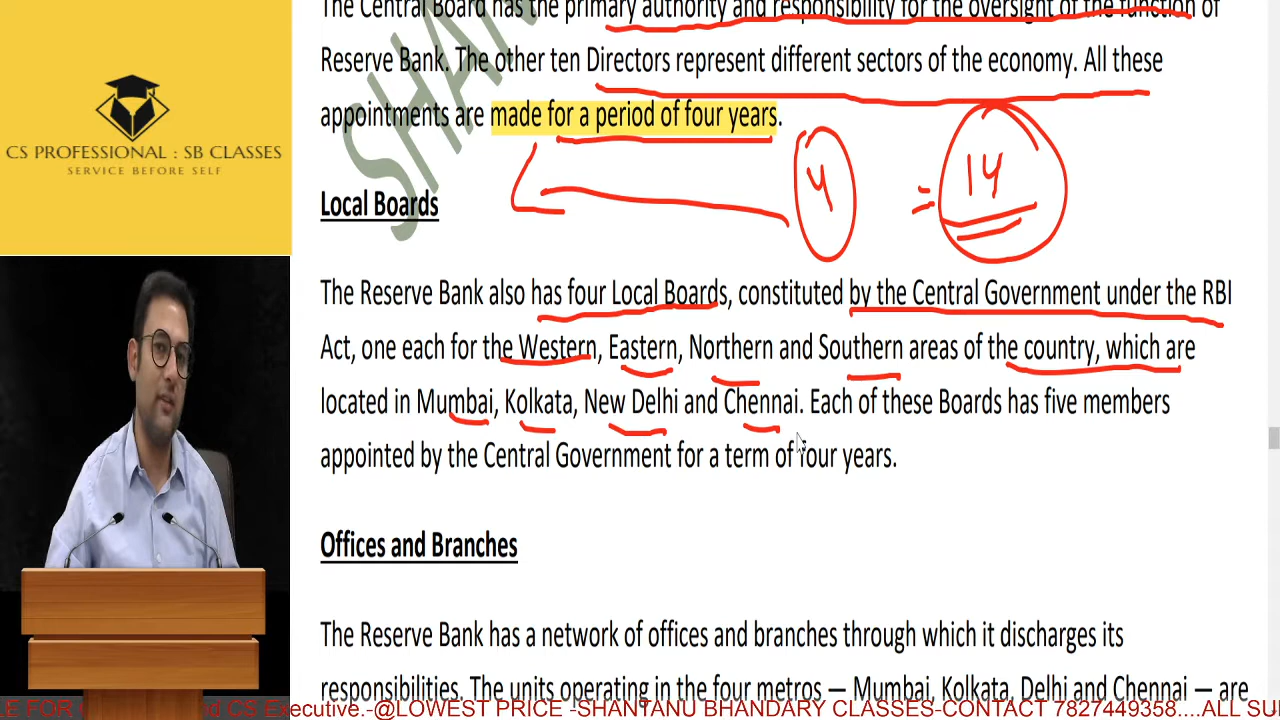 The Central Board has the primary authority and responsibility for the oversight of the function of
Reserve Bank. The other ten Directors represent different sectors of the economy. All these
appointments are made for a period of four years.
4
= 14
Local Boards
The Reserve Bank also has four Local Boards, constituted by the Central Government under the RBI
Act, one each for the Western, Eastern, Northern and Southern areas of the country, which are
located in Mumbai, Kolkata, New Delhi and Chennai. Each of these Boards has five members
appointed by the Central Government for a term of four years.
Offices and Branches
The Reserve Bank has a network of offices and branches through which it discharges its
responsibilities. The units operating in the four metros — Mumbai, Kolkata, Delhi and Chennai — are
CS PROFESSIONAL : SB CLASSES
SERVICE BEFORE SELF
SHAN
LE FOR nd CS Executive.-@LOWEST PRICE -SHANTANU BHANDARY CLASSES-CONTACT 7827449358....ALL SU